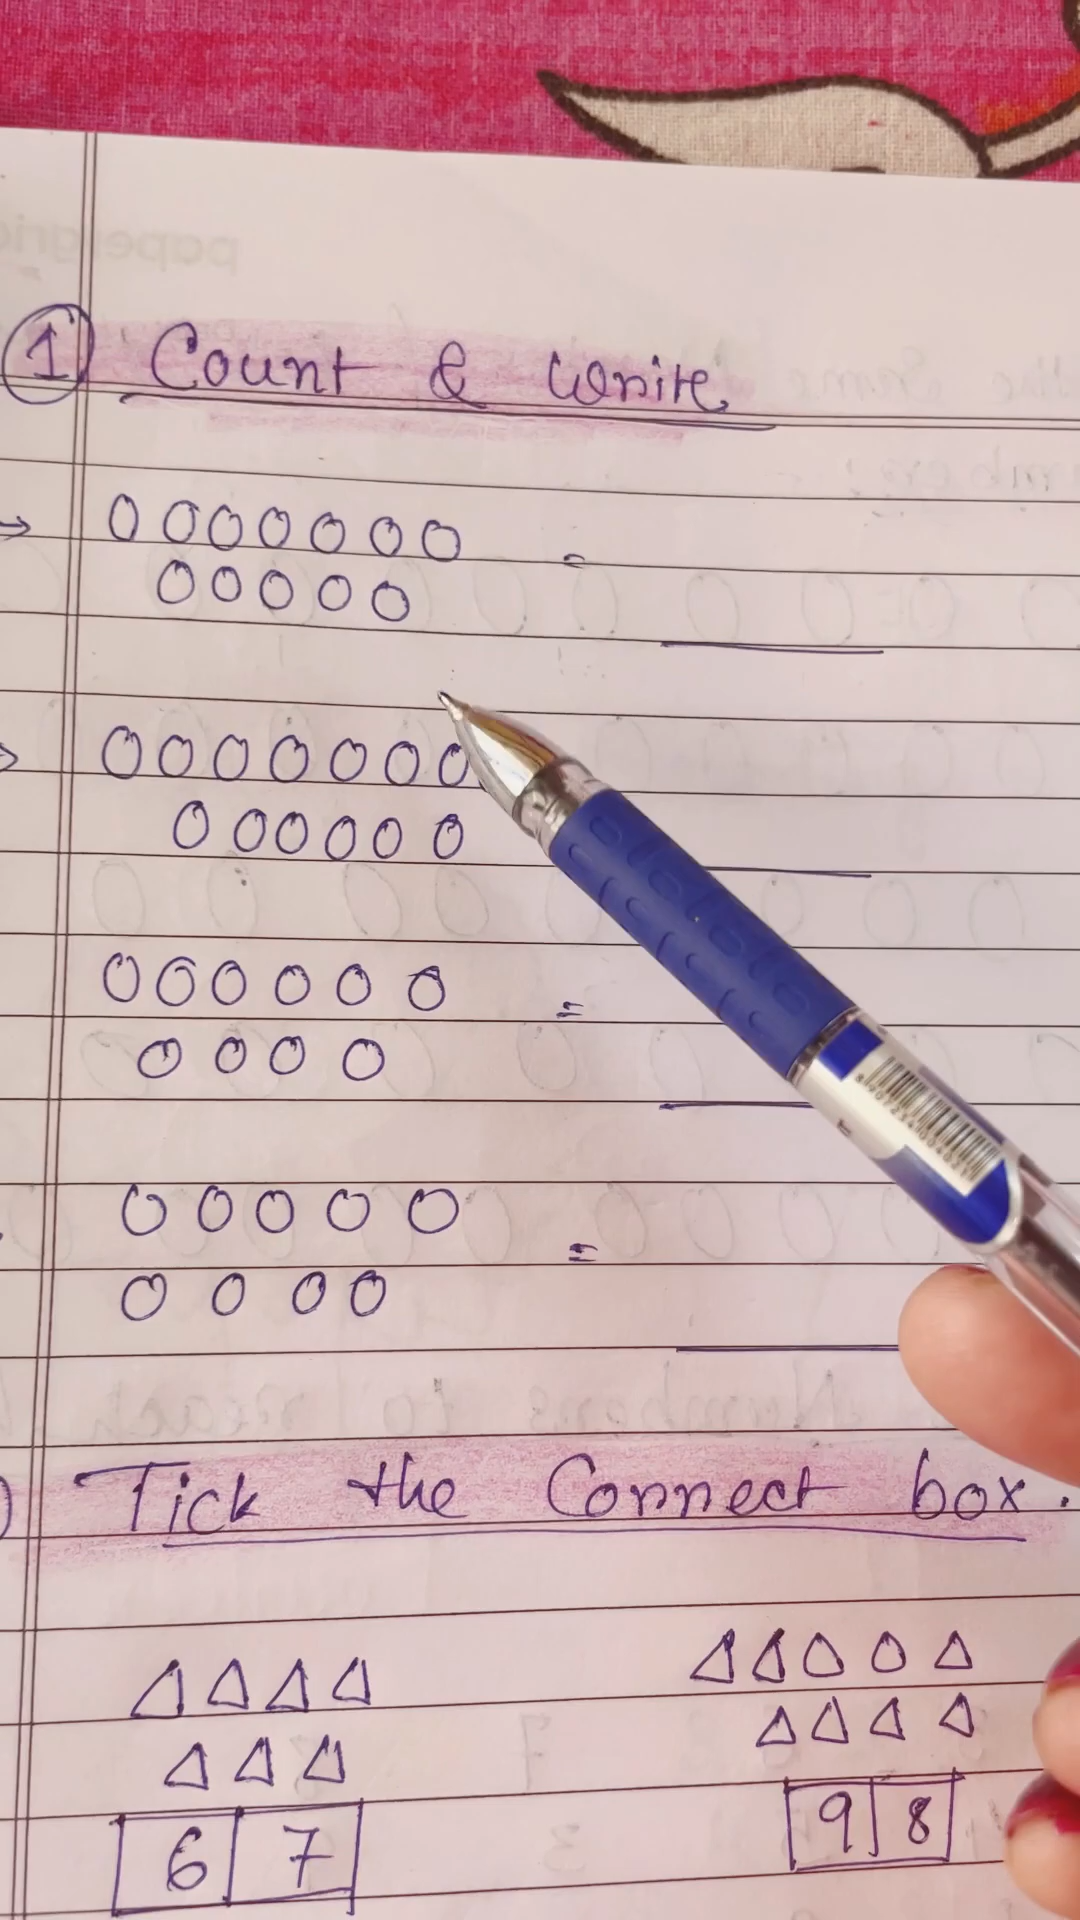 1 Count & Write
=
=
=
Tick the Correct box.
6 7
9 8